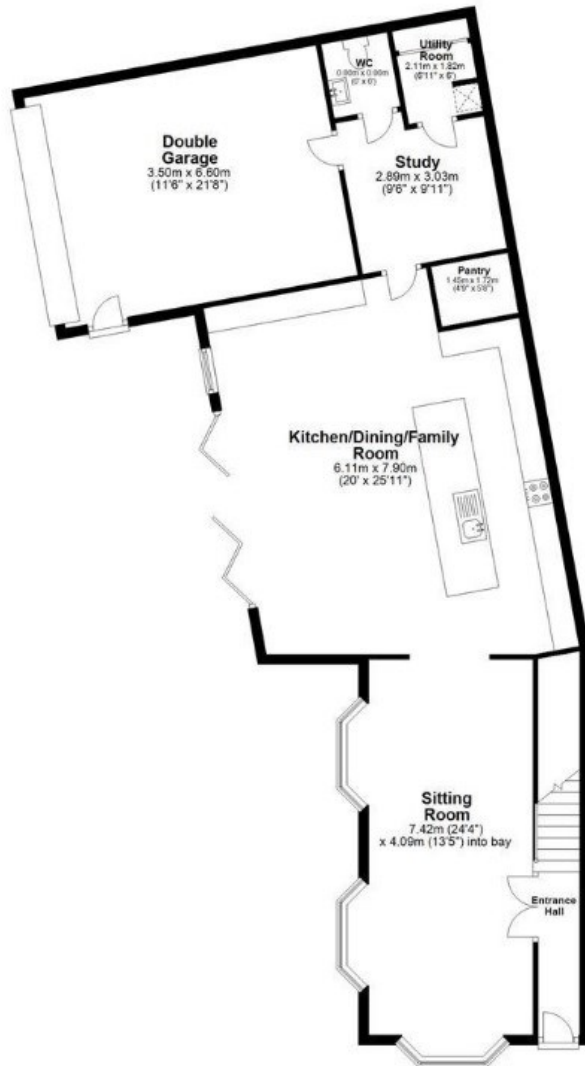 WC
0.90m x 0.90m
(6' x 6')
Utility
Room
2.11m x 1.82m
(6'11" x 6')
Double
Garage
3.50m x 6.60m
(11'6" x 21'8")
Study
2.89m x 3.03m
(9'6" x 9'11")
Pantry
1.45m x 1.72m
(4'9" x 5'8")
Kitchen/Dining/Family
Room
6.11m x 7.90m
(20' x 25'11")
Sitting
Room
7.42m (24'4")
x 4.09m (13'5") into bay
Entrance
Hall